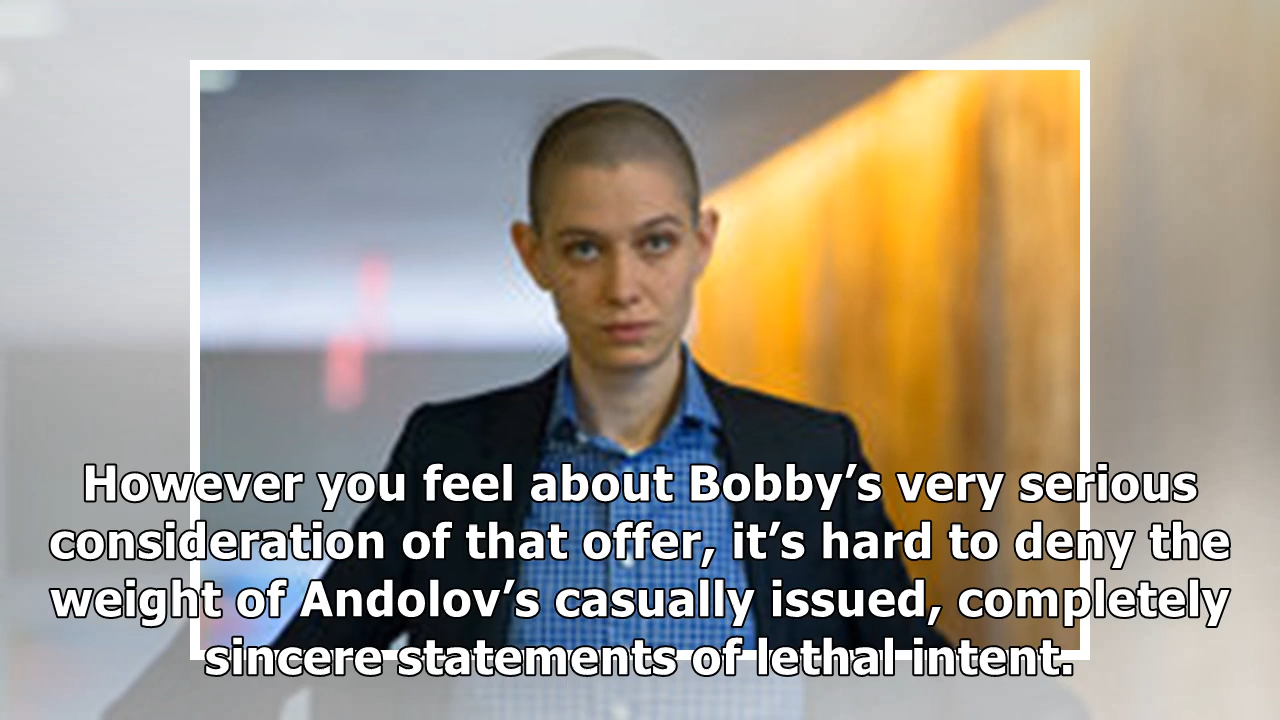 However you feel about Bobby’s very serious
consideration of that offer, it’s hard to deny the
weight of Andolov’s casually issued, completely
sincere statements of lethal intent.